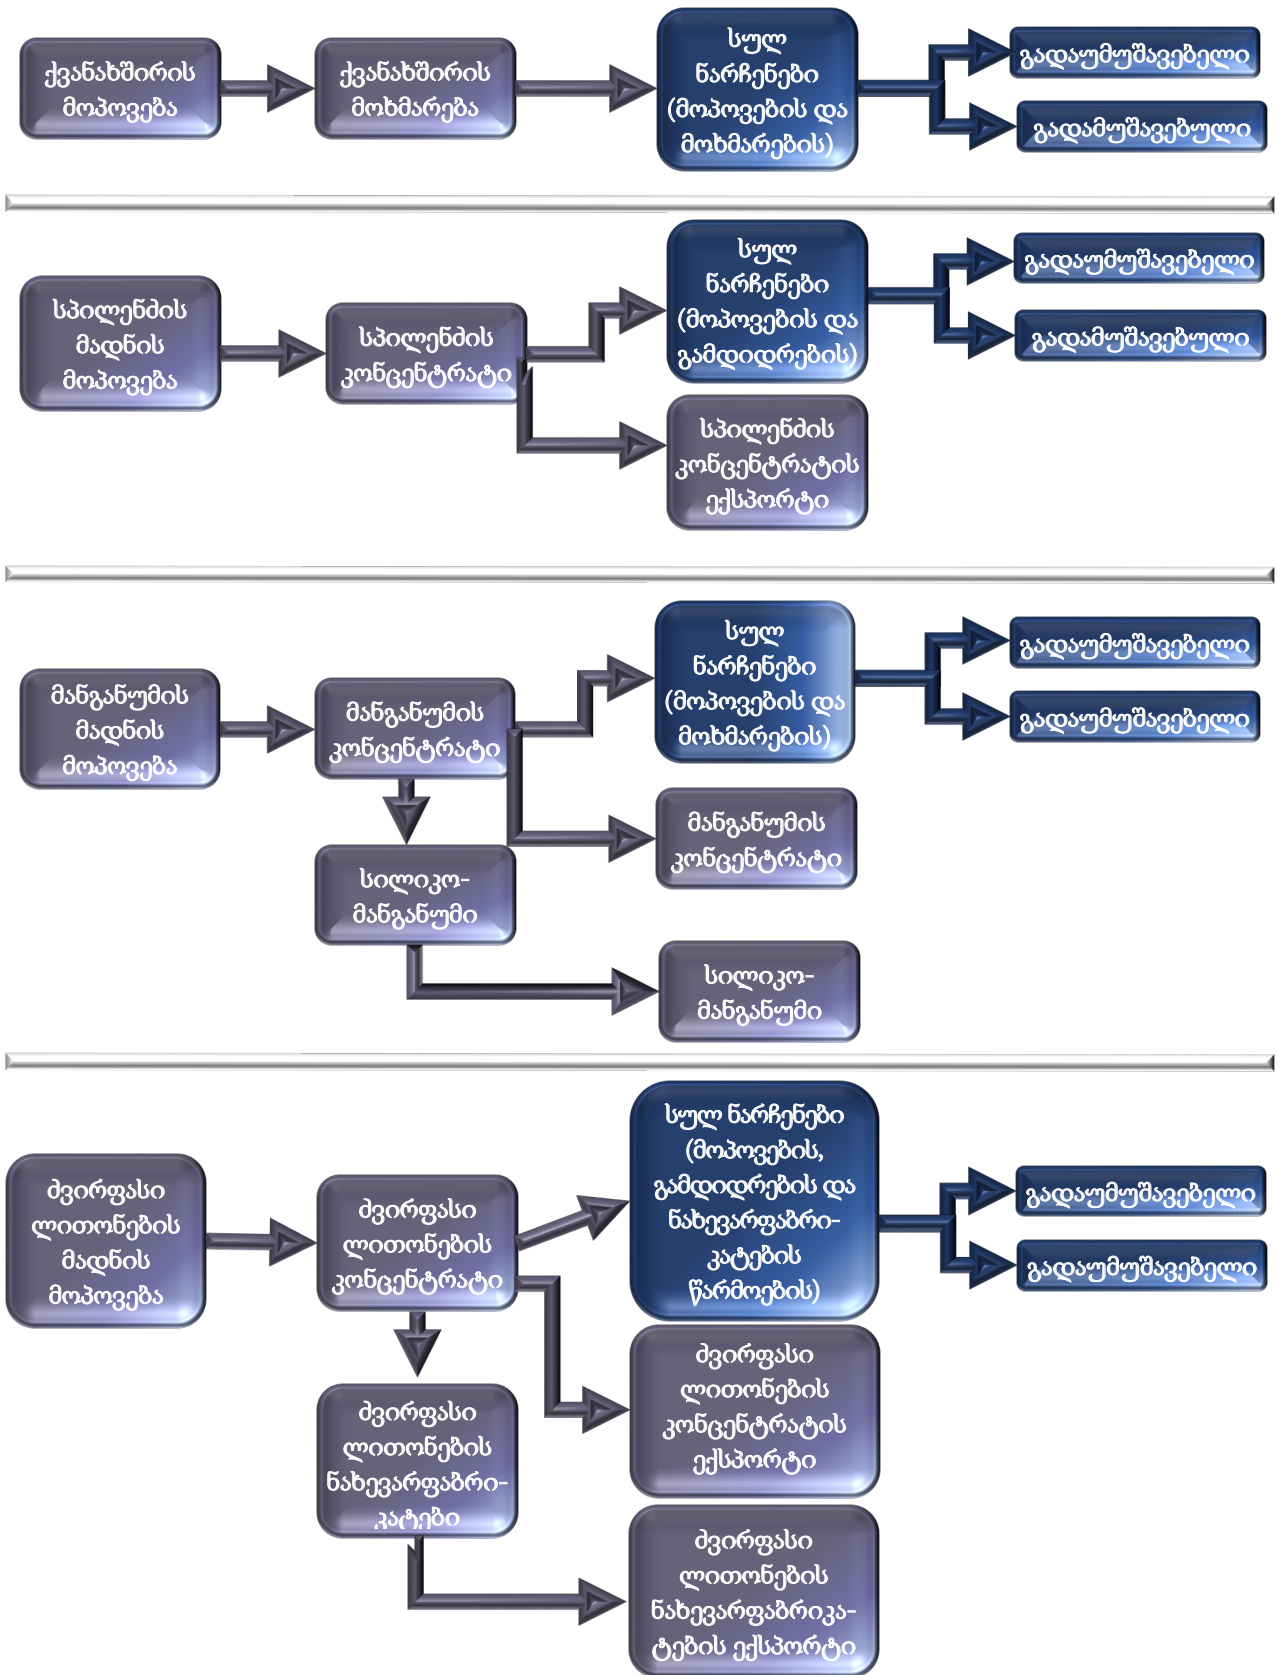 ქვანახშირის
მოპოვება
ქვანახშირის
მოხმარება
სულ
ნარჩენები
(მოპოვების და
მოხმარების)
გადაუმუშავებელი
გადამუშავებული
სპილენძის
მადნის
მოპოვება
სპილენძის
კონცენტრატი
სულ
ნარჩენები
(მოპოვების და
გამდიდრების)
გადაუმუშავებელი
გადამუშავებული
სპილენძის
კონცენტრატის
ექსპორტი
მანგანუმის
მადნის
მოპოვება
მანგანუმის
კონცენტრატი
სულ
ნარჩენები
(მოპოვების და
მოხმარების)
გადაუმუშავებელი
გადაუმუშავებელი
მანგანუმის
კონცენტრატი
სილიკო-
მანგანუმი
სილიკო-
მანგანუმი
ძვირფასი
ლითონების
მადნის
მოპოვება
ძვირფასი
ლითონების
კონცენტრატი
სულ ნარჩენები
(მოპოვების,
გამდიდრების და
ნახევარფაბრი-
კატების
წარმოების)
გადაუმუშავებელი
გადაუმუშავებელი
ძვირფასი
ლითონების
კონცენტრატის
ექსპორტი
ძვირფასი
ლითონების
ნახევარფაბრი-
კატები
ძვირფასი
ლითონების
ნახევარფაბრიკა-
ტების ექსპორტი